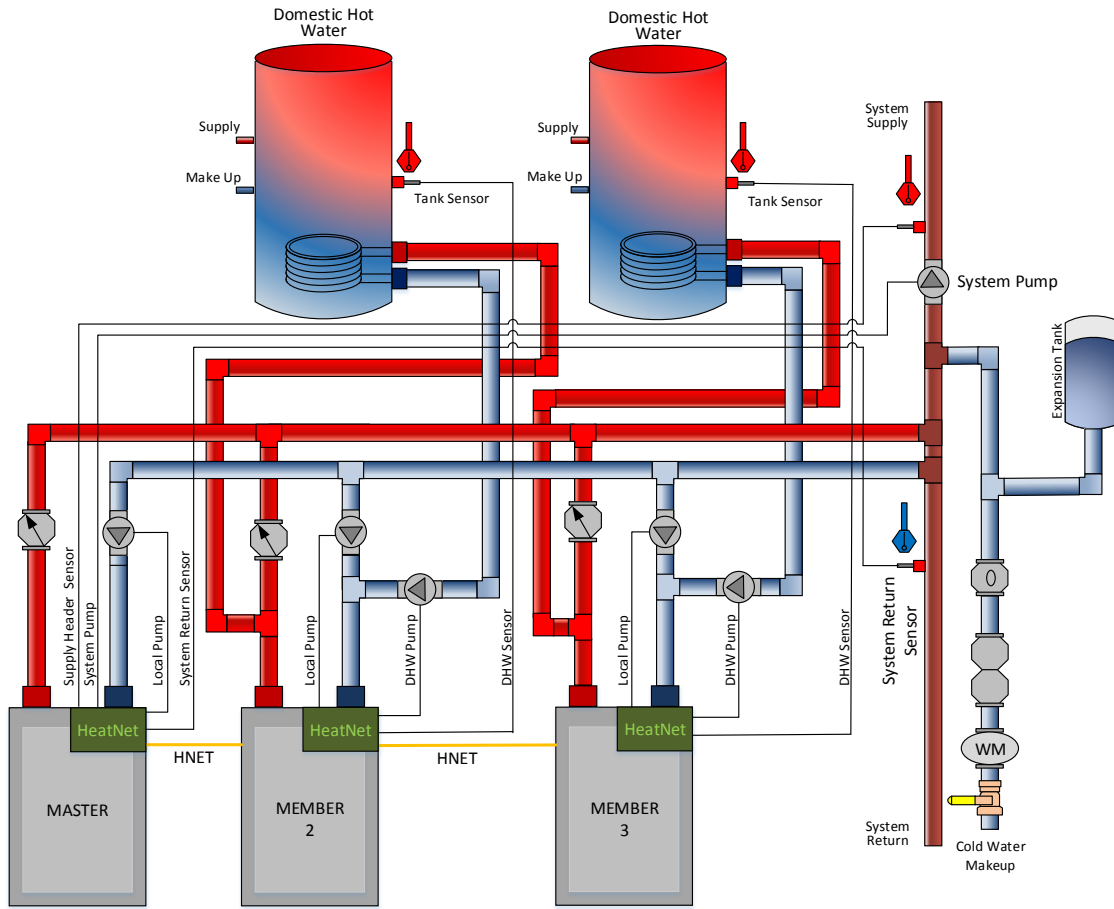 Domestic Hot
Water
Domestic Hot
Water
Supply
Make Up
Tank Sensor
Supply
Make Up
Tank Sensor
System
Supply
System Pump
Expansion Tank
Supply Header Sensor
System Pump
Local Pump
System Return Sensor
Local Pump
DHW Pump
DHW Sensor
Local Pump
DHW Pump
DHW Sensor
System Return
Sensor
0
WM
HeatNet
HeatNet
HeatNet
HNET
HNET
MASTER
MEMBER
2
MEMBER
3
System
Return
Cold Water
Makeup